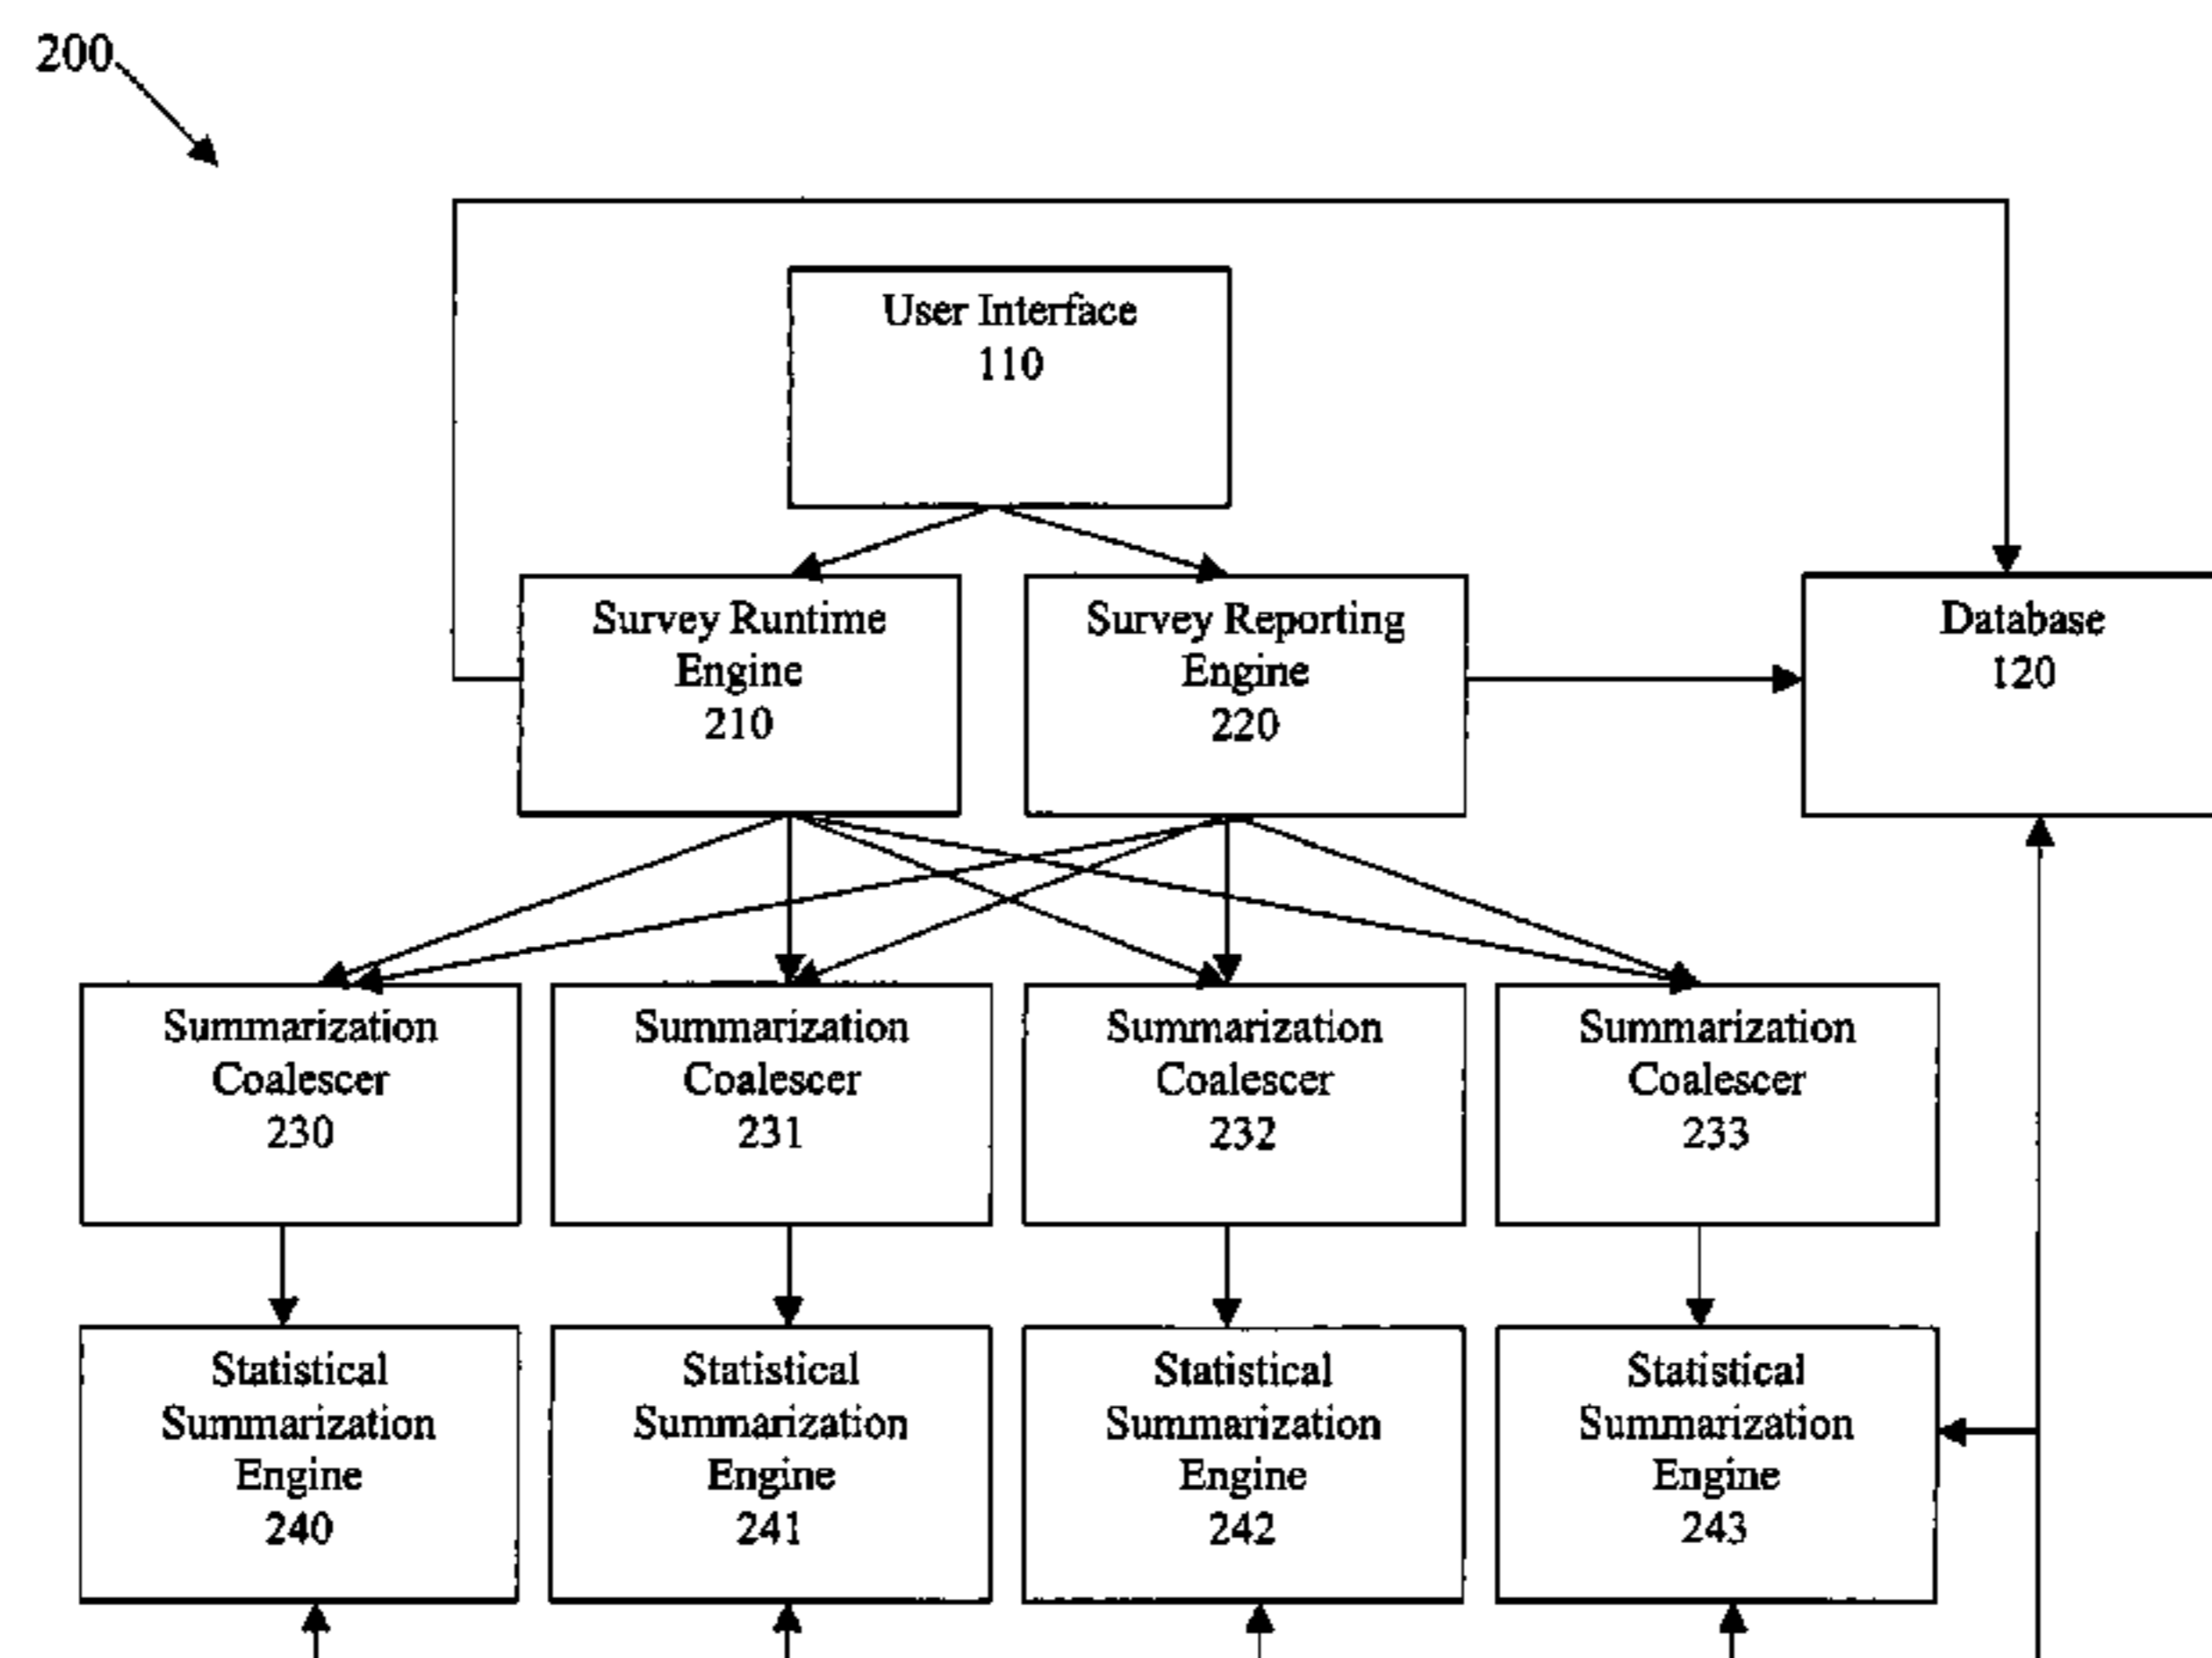 200
User Interface
110
Survey Runtime
Engine
210
Survey Reporting
Engine
220
Database
120
Summarization
Coalescer
230
Summarization
Coalescer
231
Summarization
Coalescer
232
Summarization
Coalescer
233
Statistical
Summarization
Engine
240
Statistical
Summarization
Engine
241
Statistical
Summarization
Engine
242
Statistical
Summarization
Engine
243